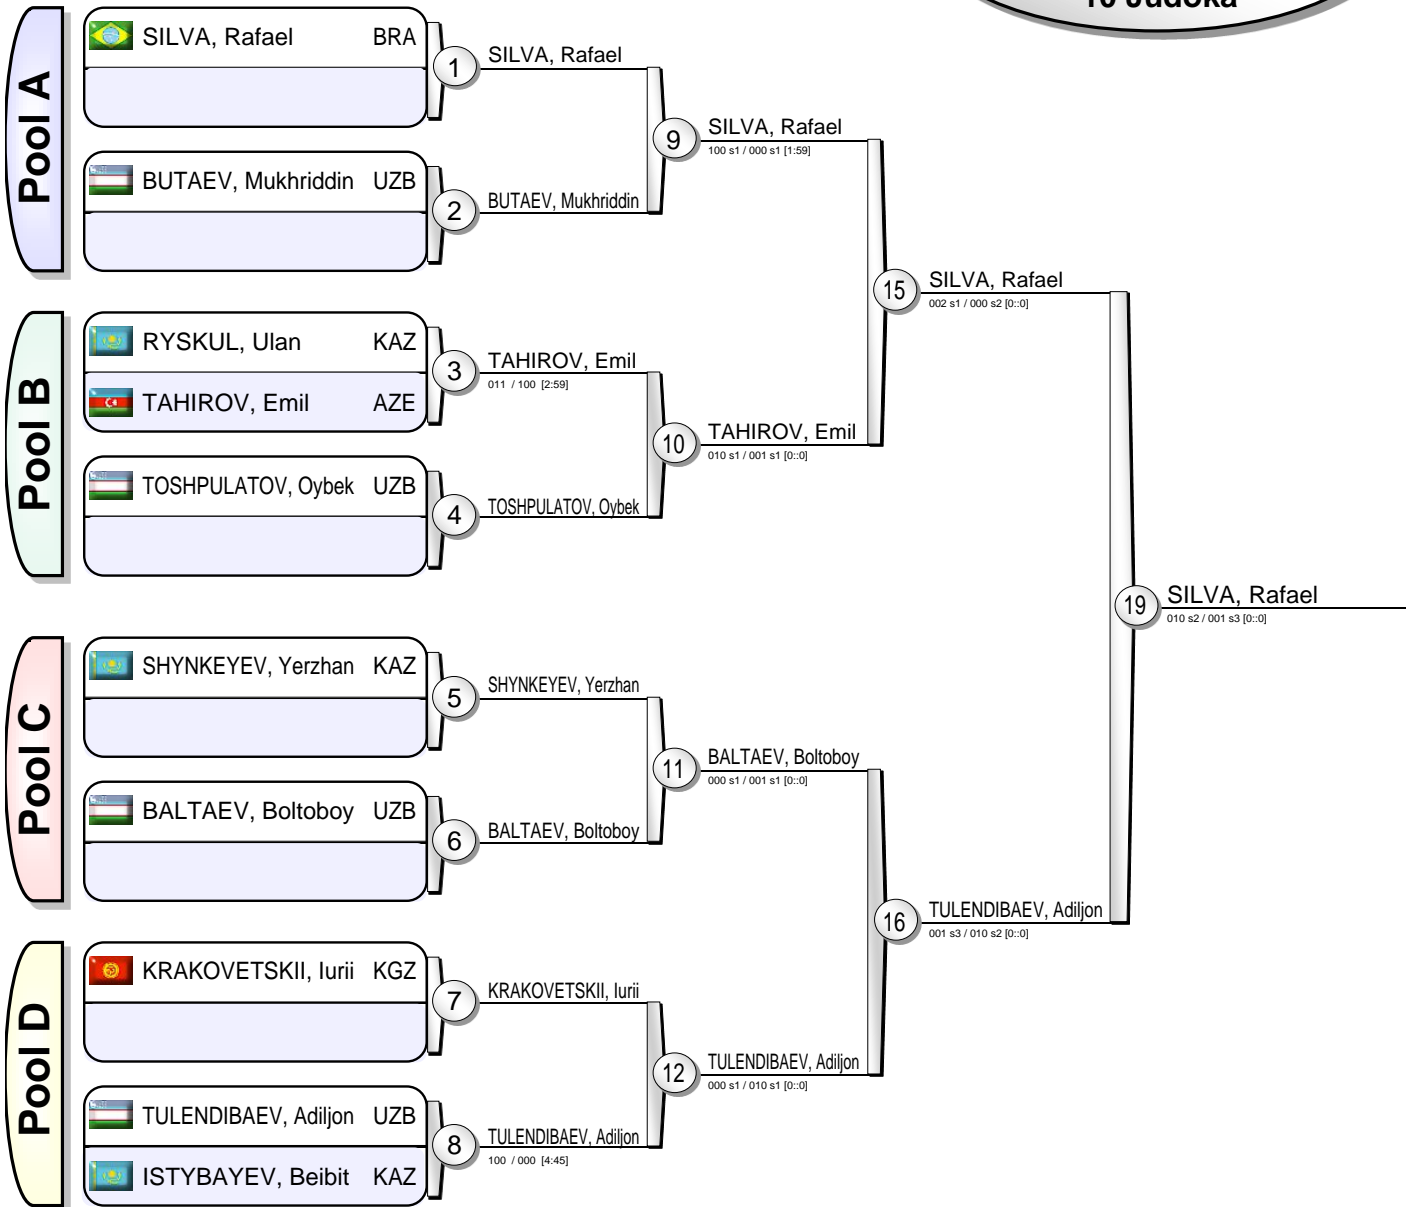 10 Judoka
Pool A
SILVA, Rafael BRA
BUTAEV, Mukhriddin UZB
1
2
SILVA, Rafael
BUTAEV, Mukhriddin
9
SILVA, Rafael
100 s1 / 000 s1 [1:59]
Pool B
RYSKUL, Ulan KAZ
TAHIROV, Emil AZE
TOSHPULATOV, Oybek UZB
3
4
TAHIROV, Emil
011 / 100 [2:59]
TOSHPULATOV, Oybek
10
TAHIROV, Emil
010 s1 / 001 s1 [0::0]
15
SILVA, Rafael
002 s1 / 000 s2 [0::0]
Pool C
SHYNKEYEV, Yerzhan KAZ
BALTAEV, Boltoboy UZB
5
6
SHYNKEYEV, Yerzhan
BALTAEV, Boltoboy
11
BALTAEV, Boltoboy
000 s1 / 001 s1 [0::0]
Pool D
KRAKOVETSKII, Iurii KGZ
TULENDIBAEV, Adiljon UZB
ISTYBAYEV, Beibit KAZ
7
8
KRAKOVETSKII, Iurii
TULENDIBAEV, Adiljon
100 / 000 [4:45]
12
TULENDIBAEV, Adiljon
000 s1 / 010 s1 [0::0]
16
TULENDIBAEV, Adiljon
001 s3 / 010 s2 [0::0]
19
SILVA, Rafael
010 s2 / 001 s3 [0::0]